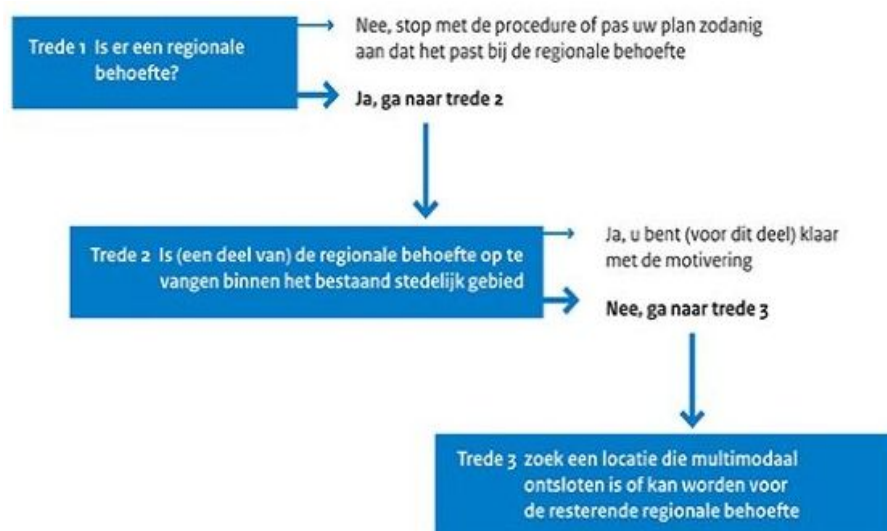 Trede 1 Is er een regionale
behoefte?
Nee, stop met de procedure of pas uw plan zodanig
aan dat het past bij de regionale behoefte
Ja, ga naar trede 2
Trede 2 Is (een deel van) de regionale behoefte op te
vangen binnen het bestaand stedelijk gebied
Ja, u bent (voor dit deel) klaar
met de motivering
Nee, ga naar trede 3
Trede 3 zoek een locatie die multimodaal
ontsloten is of kan worden voor
de resterende regionale behoefte